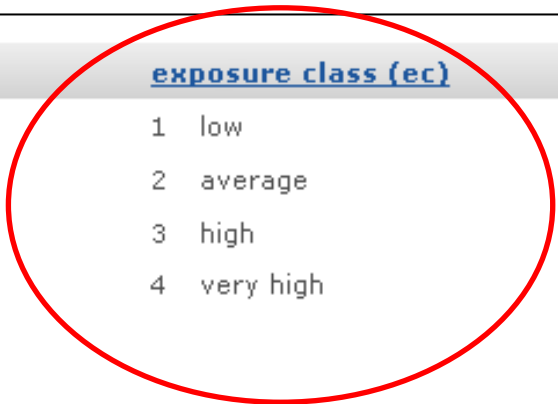 exposure class (ec)
1 low
2 average
3 high
4 very high